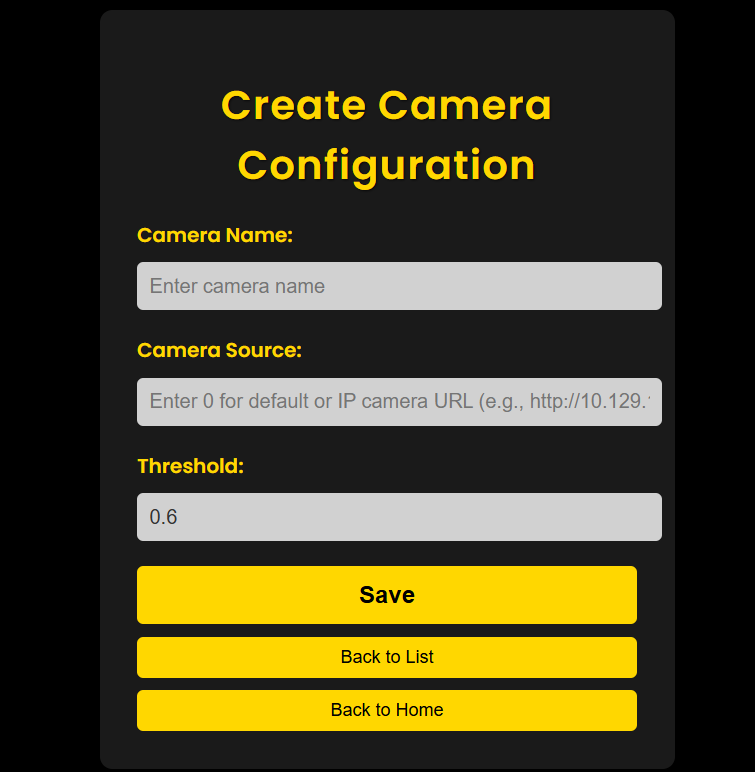 Create Camera
Configuration
Camera Name:
Enter camera name
Camera Source:
Enter 0 for default or IP camera URL (e.g., http://10.129.
Threshold:
0.6
Save
Back to List
Back to Home